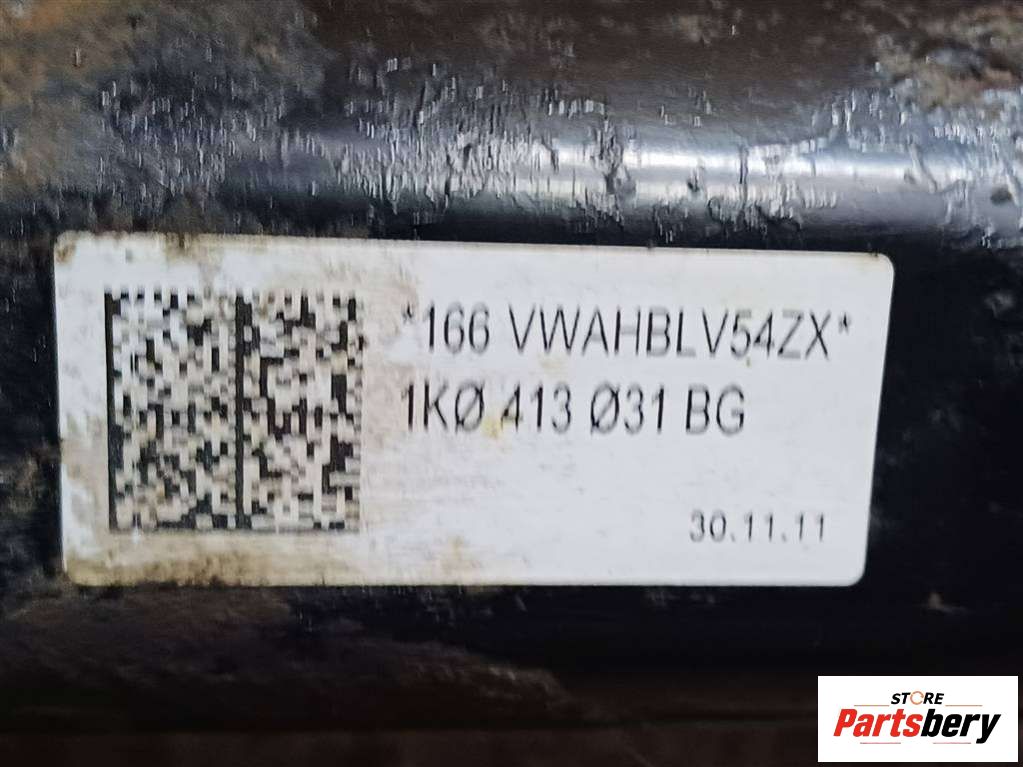 *166 VWAHBLV54ZX*
1KØ 413 Ø31 BG
30.11.11
STORE
Partsbery